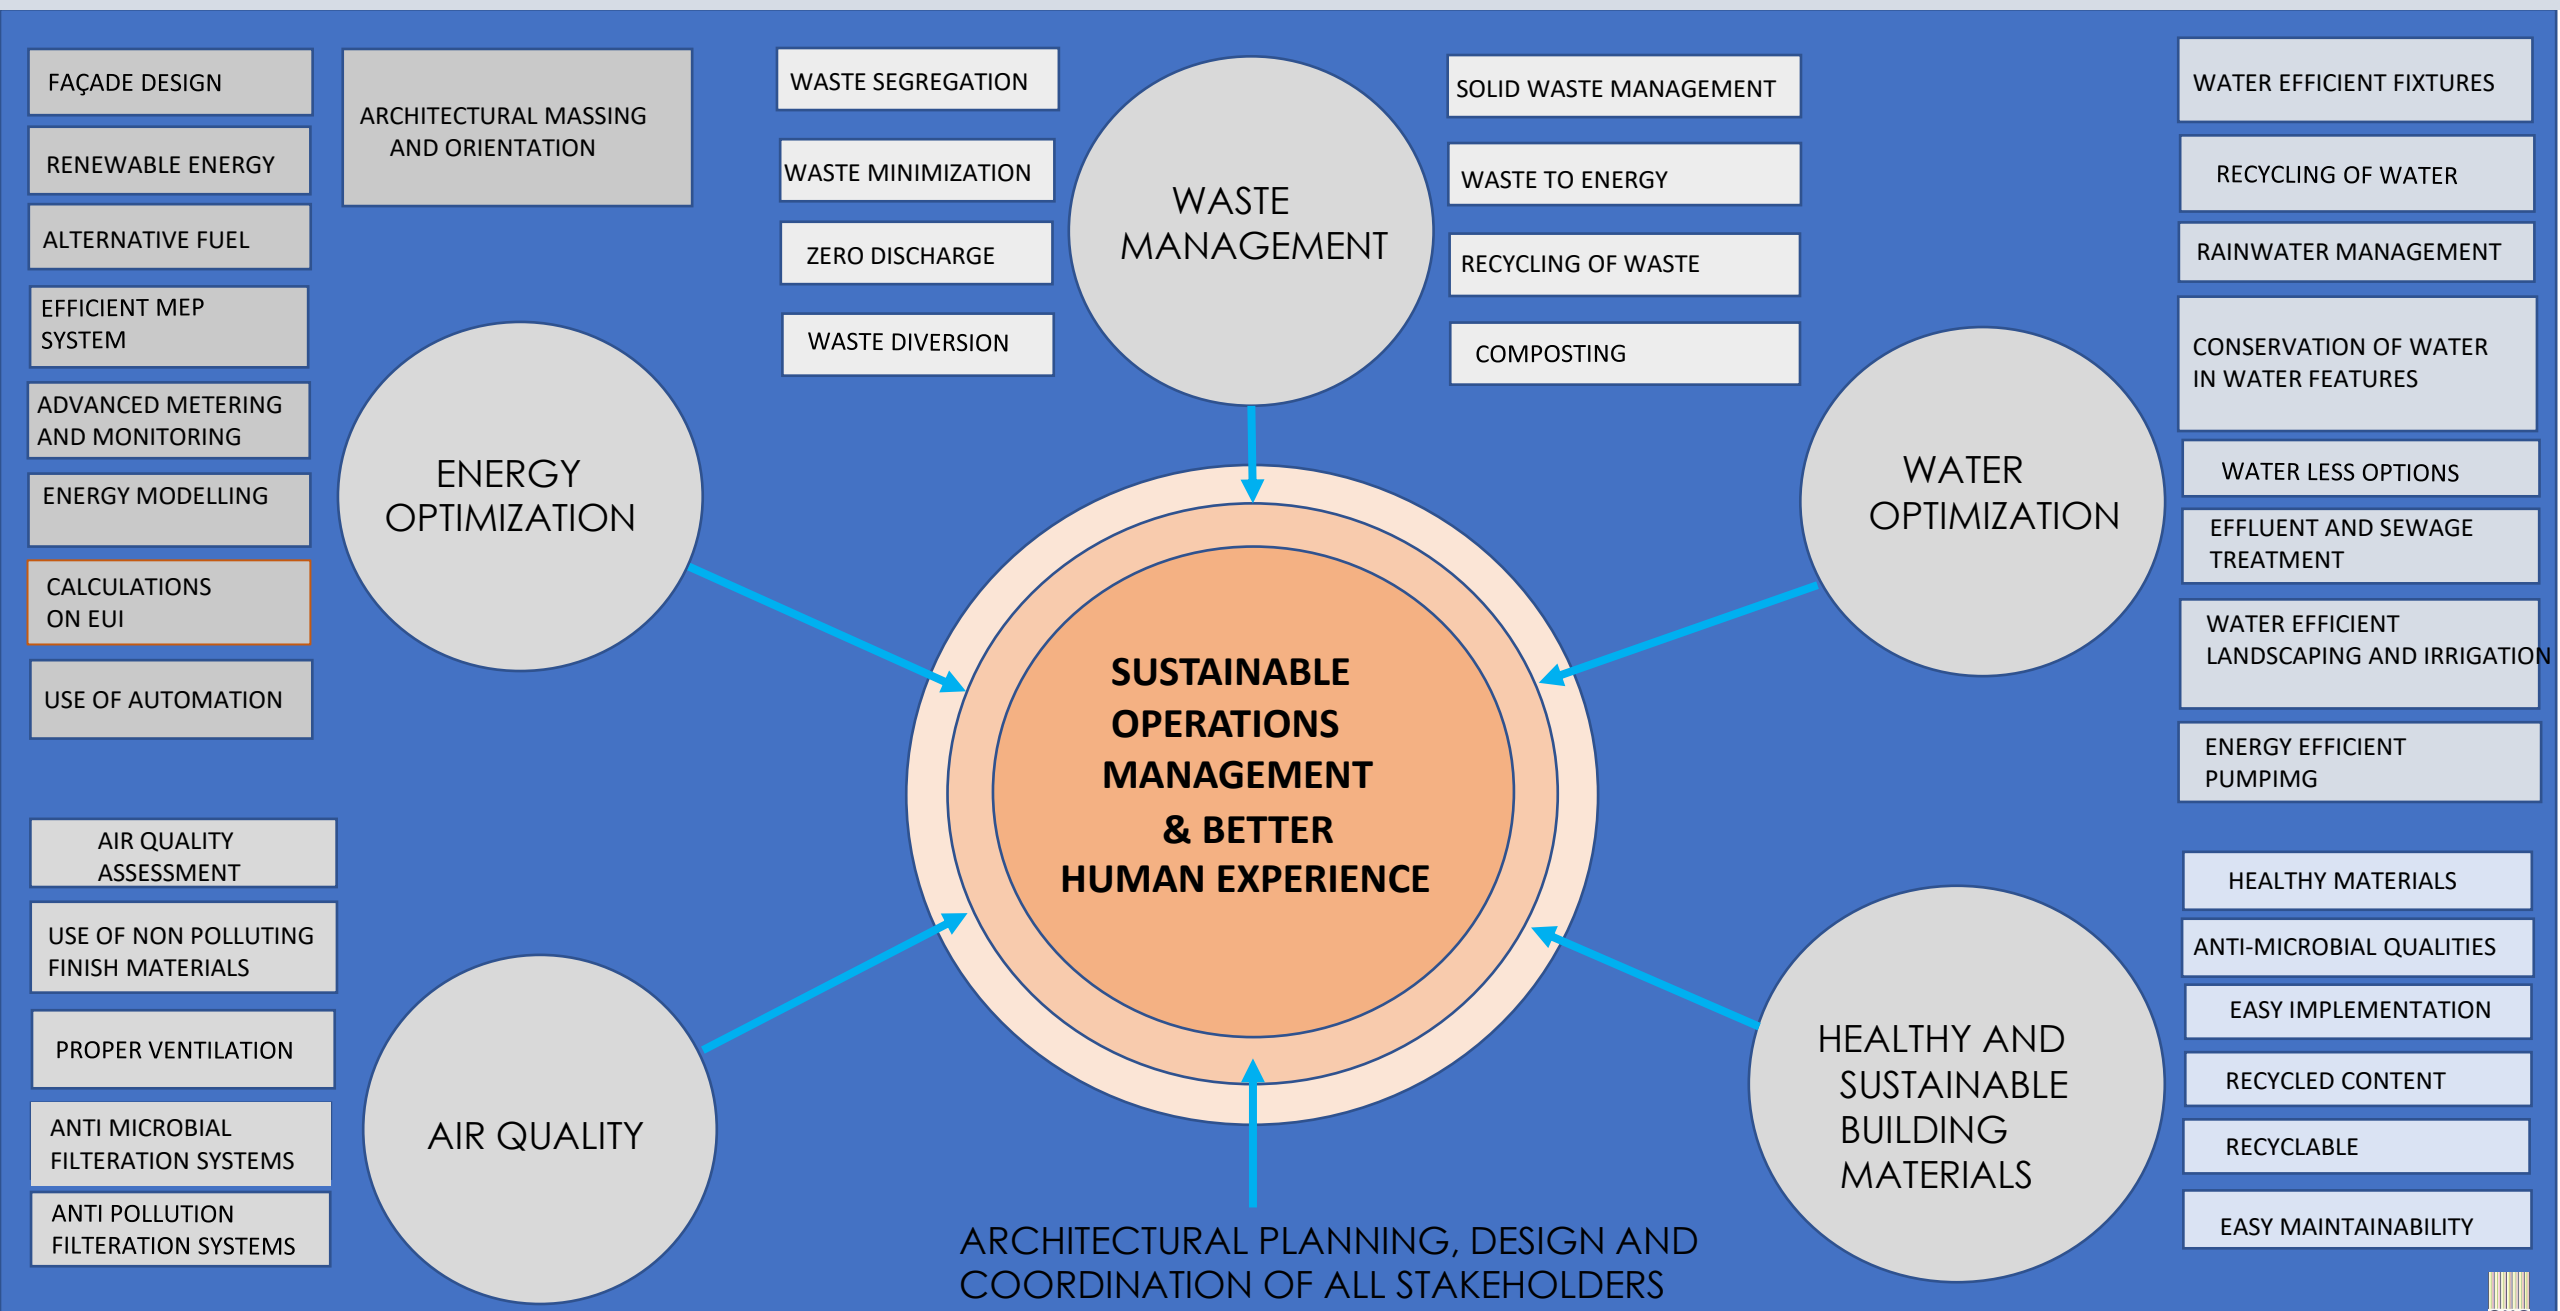 FAÇADE DESIGN
RENEWABLE ENERGY
ALTERNATIVE FUEL
EFFICIENT MEP
SYSTEM
ADVANCED METERING
AND MONITORING
ENERGY MODELLING
CALCULATIONS
ON EUI
USE OF AUTOMATION
ARCHITECTURAL MASSING
AND ORIENTATION
ENERGY
OPTIMIZATION
WASTE SEGREGATION
WASTE MINIMIZATION
ZERO DISCHARGE
WASTE DIVERSION
WASTE
MANAGEMENT
SOLID WASTE MANAGEMENT
WASTE TO ENERGY
RECYCLING OF WASTE
COMPOSTING
WATER
OPTIMIZATION
WATER EFFICIENT FIXTURES
RECYCLING OF WATER
RAINWATER MANAGEMENT
CONSERVATION OF WATER
IN WATER FEATURES
WATER LESS OPTIONS
EFFLUENT AND SEWAGE
TREATMENT
WATER EFFICIENT
LANDSCAPING AND IRRIGATION
ENERGY EFFICIENT
PUMPIMG
SUSTAINABLE
OPERATIONS
MANAGEMENT
& BETTER
HUMAN EXPERIENCE
AIR QUALITY
ASSESSMENT
USE OF NON POLLUTING
FINISH MATERIALS
PROPER VENTILATION
ANTI MICROBIAL
FILTERATION SYSTEMS
ANTI POLLUTION
FILTERATION SYSTEMS
AIR QUALITY
ARCHITECTURAL PLANNING, DESIGN AND
COORDINATION OF ALL STAKEHOLDERS
HEALTHY AND
SUSTAINABLE
BUILDING
MATERIALS
HEALTHY MATERIALS
ANTI-MICROBIAL QUALITIES
EASY IMPLEMENTATION
RECYCLED CONTENT
RECYCLABLE
EASY MAINTAINABILITY